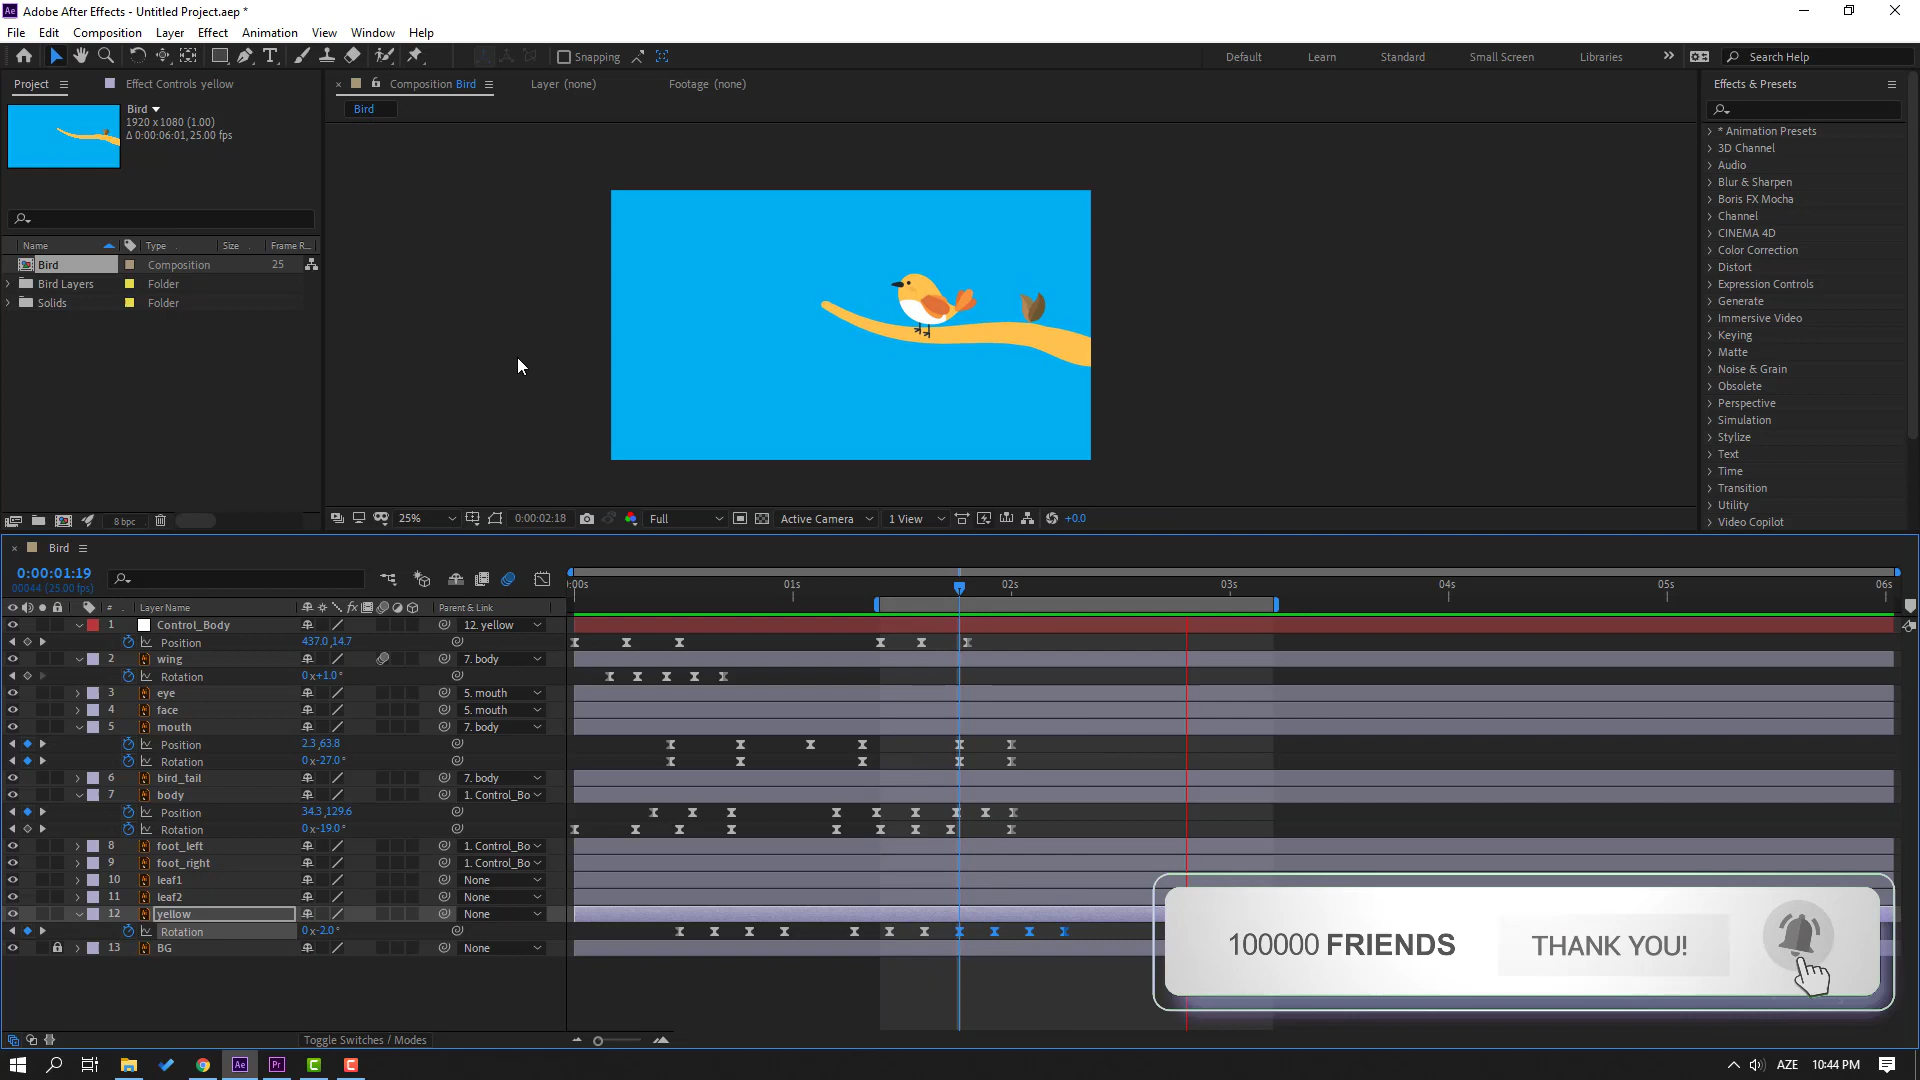 Adobe After Effects - Untitled Project.aep *
File Edit Composition Layer Effect Animation View Window Help
Snapping
Default Learn Standard Small Screen Libraries
Search Help
Project
Effect Controls yellow
Composition Bird
Layer (none)
Footage (none)
Effects & Presets
Bird
1920 x 1080 (1.00)
Δ 0:00:06:01, 25.00 fps
Bird
Name Type Size Frame R...
Bird Composition 25
Bird Layers Folder
Solids Folder
* Animation Presets
3D Channel
Audio
Blur & Sharpen
Boris FX Mocha
Channel
CINEMA 4D
Color Correction
Distort
Expression Controls
Generate
Immersive Video
Keying
Matte
Noise & Grain
Obsolete
Perspective
Simulation
Stylize
Text
Time
Transition
Utility
Video Copilot
8 bpc
25% 0:00:02:18 Full Active Camera 1 View +0.0
Bird
0:00:01:19
00044 (25.00 fps)
:00s 01s 02s 03s 04s 05s 06s
# Layer Name fx Parent & Link
1 Control_Body 12. yellow
Position 437.0,14.7
2 wing 7. body
Rotation 0x+1.0°
3 eye 5. mouth
4 face 5. mouth
5 mouth 7. body
Position 2.3,63.8
Rotation 0x-27.0°
6 bird_tail 7. body
7 body 1. Control_Bo
Position 34.3,129.6
Rotation 0x-19.0°
8 foot_left 1. Control_Bo
9 foot_right 1. Control_Bo
10 leaf1 None
11 leaf2 None
12 yellow None
Rotation 0x-2.0°
13 BG None
100000 FRIENDS THANK YOU!
Toggle Switches / Modes
AZE 10:44 PM